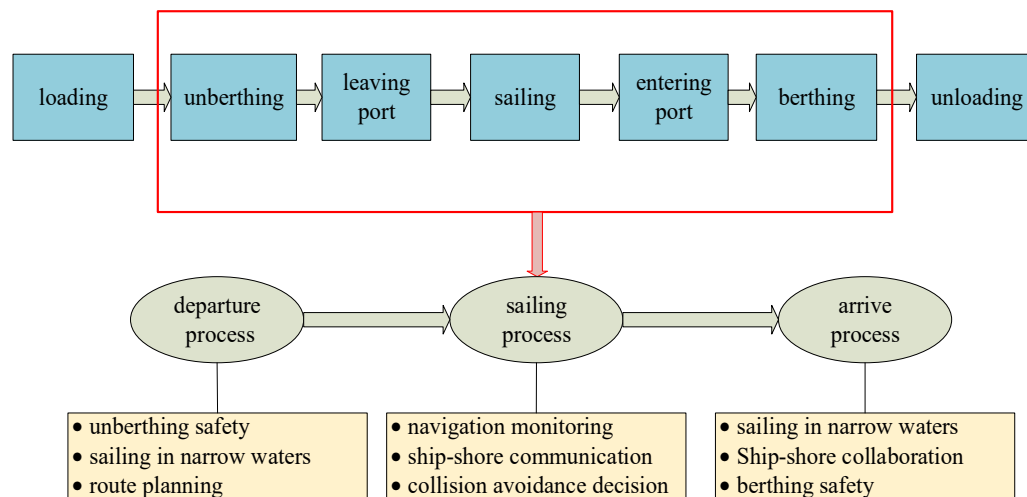 loading
unberthing
leaving
port
sailing
entering
port
berthing
unloading
departure
process
sailing
process
arrive
process
• unberthing safety
• sailing in narrow waters
• route planning
• navigation monitoring
• ship-shore communication
• collision avoidance decision
• sailing in narrow waters
• Ship-shore collaboration
• berthing safety